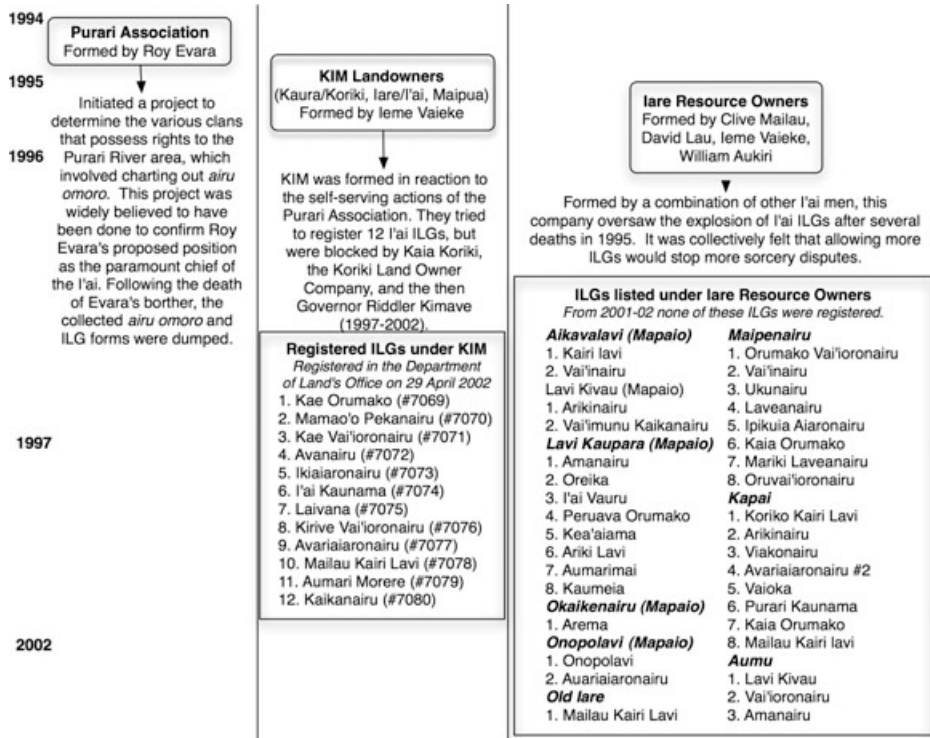 1994
1995
1996
1997
2002
Purari Association
Formed by Roy Evara
Initiated a project to
determine the various clans
that possess rights to the
Purari River area, which
involved charting out airu
omoro. This project was
widely believed to have
been done to confirm Roy
Evara's proposed position
as the paramount chief of
the I'ai. Following the death
of Evara's borther, the
collected airu omoro and
ILG forms were dumped.
KIM Landowners
(Kaura/Koriki, Iare/I'ai, Maipua)
Formed by Ieme Vaieke
KIM was formed in reaction to
the self-serving actions of the
Purari Association. They tried
to register 12 I'ai ILGs, but
were blocked by Kaia Koriki,
the Koriki Land Owner
Company, and the then
Governor Riddler Kimave
(1997-2002).
Registered ILGs under KIM
Registered in the Department
of Land's Office on 29 April 2002
1. Kae Orumako (#7069)
2. Mamao'o Pekanairu (#7070)
3. Kae Vai'ioronairu (#7071)
4. Avanairu (#7072)
5. Ikiaiaronairu (#7073)
6. I'ai Kaunama (#7074)
7. Laivana (#7075)
8. Kirive Vai'ioronairu (#7076)
9. Avariaiaronairu (#7077)
10. Mailau Kairi Lavi (#7078)
11. Aumari Morere (#7079)
12. Kaikanairu (#7080)
Iare Resource Owners
Formed by Clive Mailau,
David Lau, Ieme Vaieke,
William Aukiri
Formed by a combination of other I'ai men, this
company oversaw the explosion of I'ai ILGs after several
deaths in 1995. It was collectively felt that allowing more
ILGs would stop more sorcery disputes.
ILGs listed under Iare Resource Owners
From 2001-02 none of these ILGs were registered.
Aikavalavi (Mapaio)
1. Kairi lavi
2. Vai'inairu
Lavi Kivau (Mapaio)
1. Arikinairu
2. Vai'imunu Kaikanairu
Lavi Kaupara (Mapaio)
1. Amanairu
2. Oreika
3. I'ai Vauru
4. Peruava Orumako
5. Kea'aiama
6. Ariki Lavi
7. Aumarimai
8. Kaumeia
Okaikenairu (Mapaio)
1. Arema
Onopolavi (Mapaio)
1. Onopolavi
2. Auariaiaronairu
Old Iare
1. Mailau Kairi Lavi
Maipenairu
1. Orumako Vai'ioronairu
2. Vai'inairu
3. Ukunairu
4. Laveanairu
5. Ipikuia Aiaronairu
6. Kaia Orumako
7. Mariki Laveanairu
8. Oruvai'ioronairu
Kapai
1. Koriko Kairi Lavi
2. Arikinairu
3. Viakonairu
4. Avariaiaronairu #2
5. Vaioka
6. Purari Kaunama
7. Kaia Orumako
8. Mailau Kairi lavi
Aumu
1. Lavi Kivau
2. Vai'ioronairu
3. Amanairu